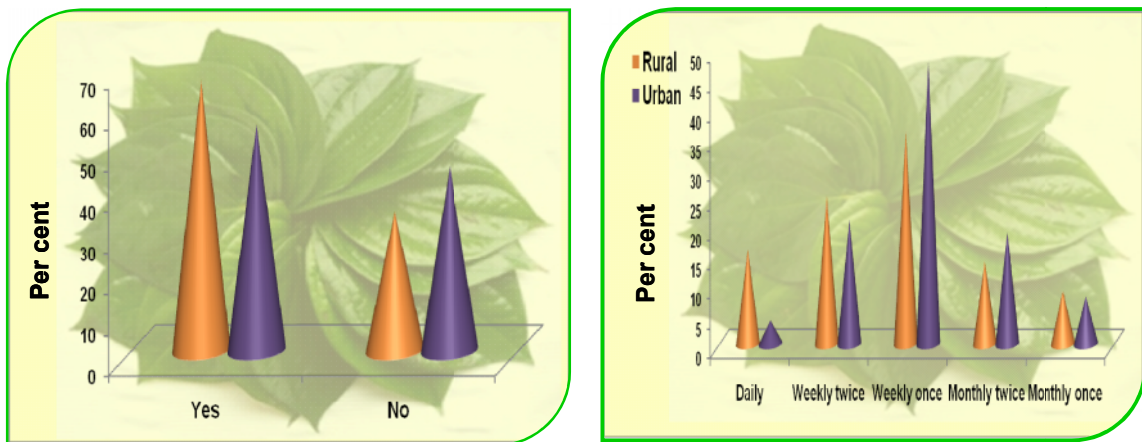 Per cent
70
60
50
40
30
20
10
0
Yes
No
Rural
Urban
Per cent
50
45
40
35
30
25
20
15
10
5
0
Daily
Weekly twice
Weekly once
Monthly twice
Monthly once